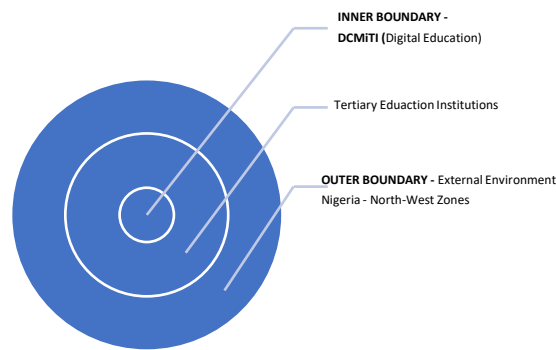 INNER BOUNDARY -
DCMiTI (Digital Education)
Tertiary Eduaction Institutions
OUTER BOUNDARY - External Environment
Nigeria - North-West Zones